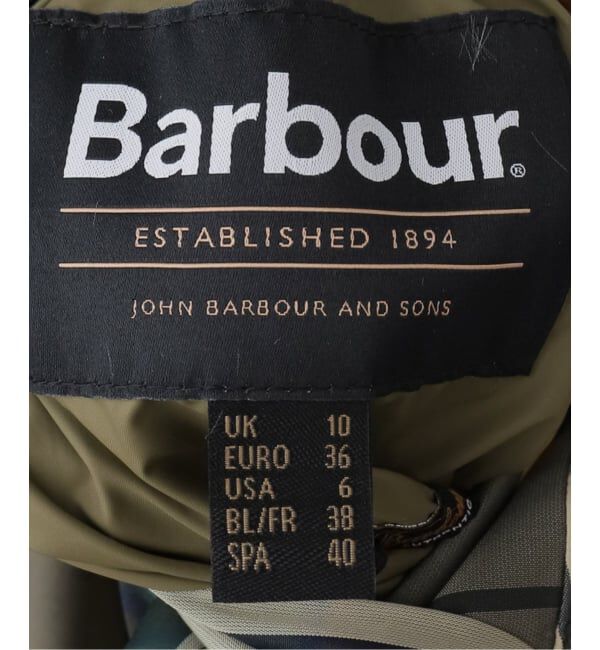 Barbour®
ESTABLISHED 1894
JOHN BARBOUR AND SONS
UK 10
EURO 36
USA 6
BL/FR 38
SPA 40